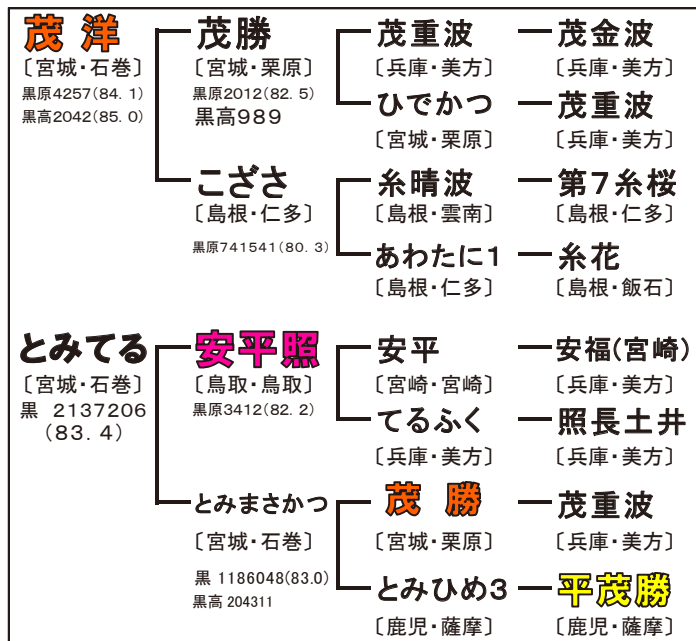 茂洋
〔宮城・石巻〕
黒原4257(84.1)
黒高2042(85.0)
茂勝
〔宮城・栗原〕
黒原2012(82.5)
黒高989
茂重波
〔兵庫・美方〕
茂金波
〔兵庫・美方〕
ひでかつ
〔宮城・栗原〕
茂重波
〔兵庫・美方〕
こざさ
〔島根・仁多〕
黒原741541(80.3)
糸晴波
〔島根・雲南〕
第7糸桜
〔島根・仁多〕
あわたに1
〔島根・仁多〕
糸花
〔島根・飯石〕
とみてる
〔宮城・石巻〕
黒 2137206
(83.4)
安平照
〔鳥取・鳥取〕
黒原3412(82.2)
安平
〔宮崎・宮崎〕
安福(宮崎)
〔兵庫・美方〕
てるふく
〔兵庫・美方〕
照長土井
〔兵庫・美方〕
とみまさかつ
〔宮城・石巻〕
黒 1186048(83.0)
黒高 204311
茂勝
〔宮城・栗原〕
茂重波
〔兵庫・美方〕
とみひめ3
〔鹿児・薩摩〕
平茂勝
〔鹿児・薩摩〕